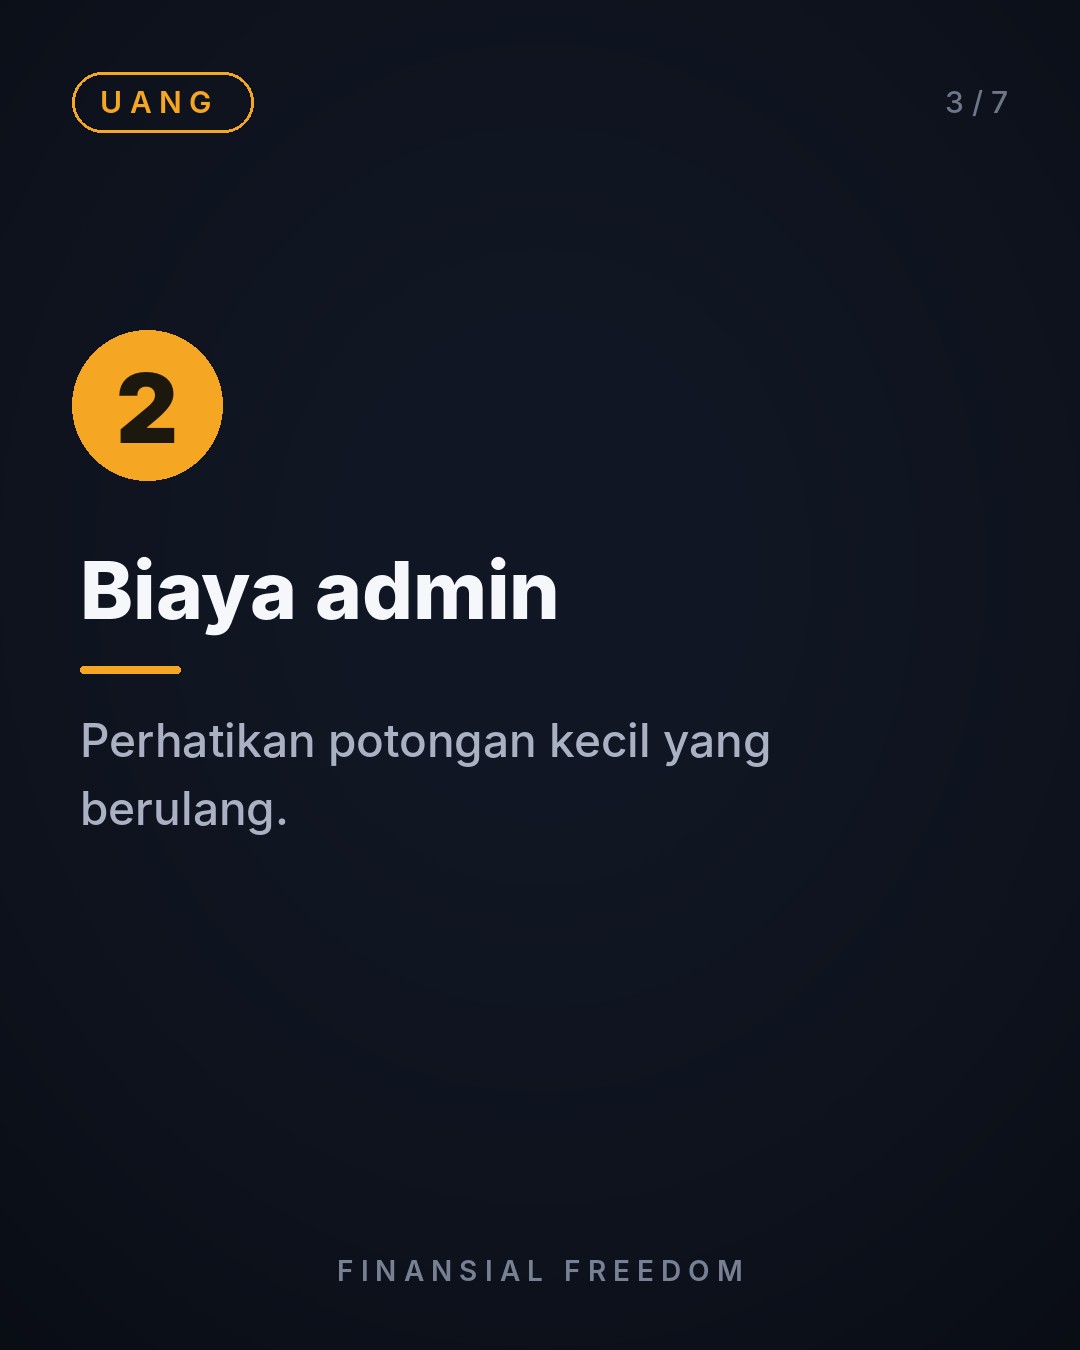 UANG
3/7
2
Biaya admin
Perhatikan potongan kecil yang
berulang.
FINANSIAL FREEDOM